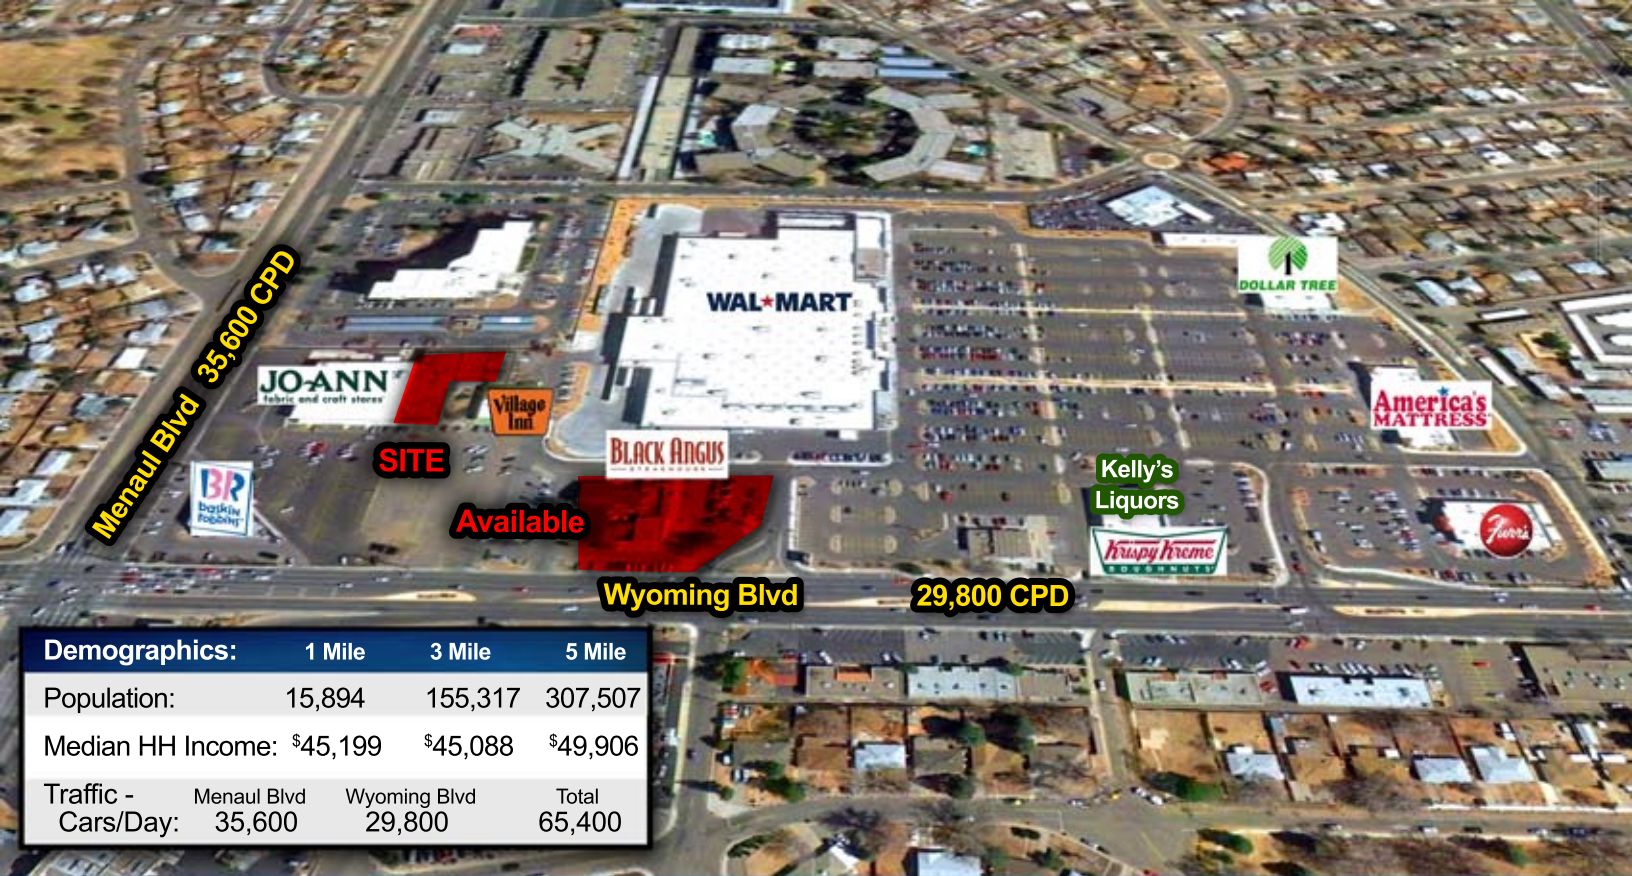 DOLLAR TREE
WAL★MART
Menaul Blvd 35,600 CPD
JO-ANN
fabric and craft stores
Village
Inn
America's
MATTRESS
SITE
BLACK ANGUS
STEAKHOUSE
Kelly's
Liquors
BR
baskin
robbins
Available
Krispy Kreme
DOUGHNUTS
Furr's
Wyoming Blvd 29,800 CPD
Demographics: 1 Mile 3 Mile 5 Mile
Population: 15,894 155,317 307,507
Median HH Income: $45,199 $45,088 $49,906
Traffic - Menaul Blvd Wyoming Blvd Total
Cars/Day: 35,600 29,800 65,400